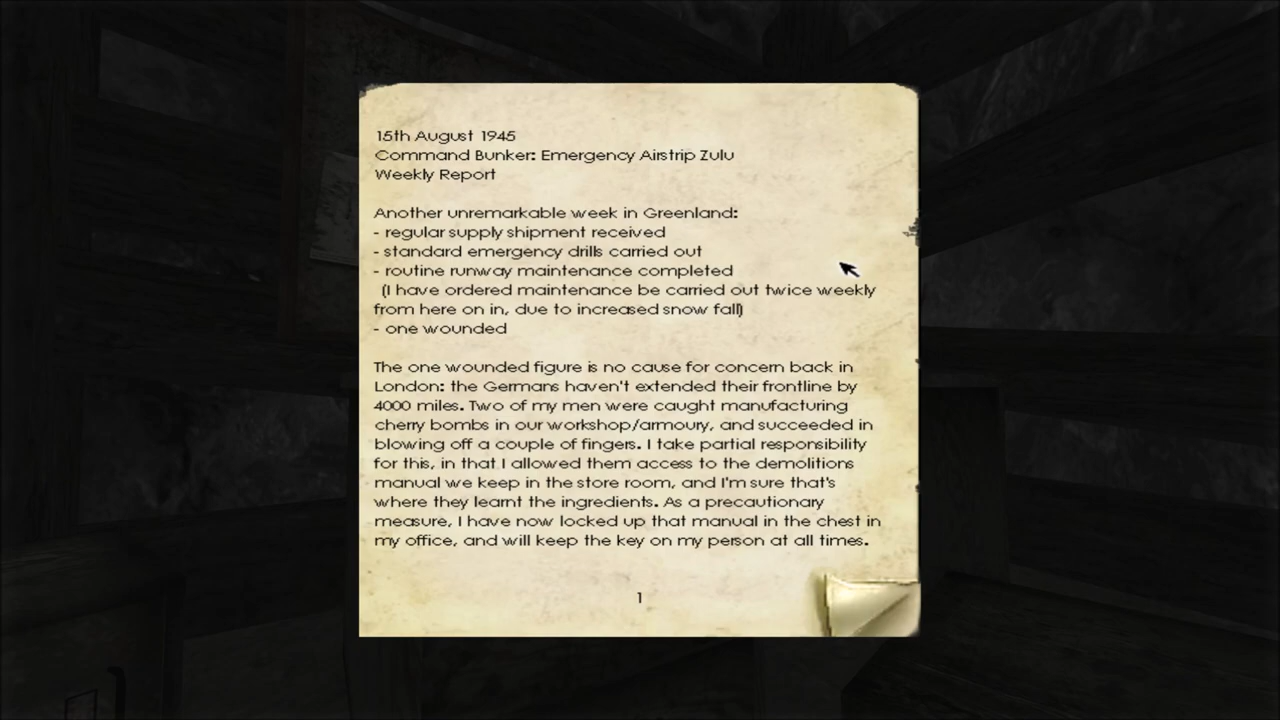 15th August 1945
Command Bunker: Emergency Airstrip Zulu
Weekly Report
Another unremarkable week in Greenland:
- regular supply shipment received
- standard emergency drills carried out
- routine runway maintenance completed
(I have ordered maintenance be carried out twice weekly
from here on in, due to increased snow fall)
- one wounded
The one wounded figure is no cause for concern back in
London: the Germans haven't extended their frontline by
4000 miles. Two of my men were caught manufacturing
cherry bombs in our workshop/armoury, and succeeded in
blowing off a couple of fingers. I take partial responsibility
for this, in that I allowed them access to the demolitions
manual we keep in the store room, and I'm sure that's
where they learnt the ingredients. As a precautionary
measure, I have now locked up that manual in the chest in
my office, and will keep the key on my person at all times.
1